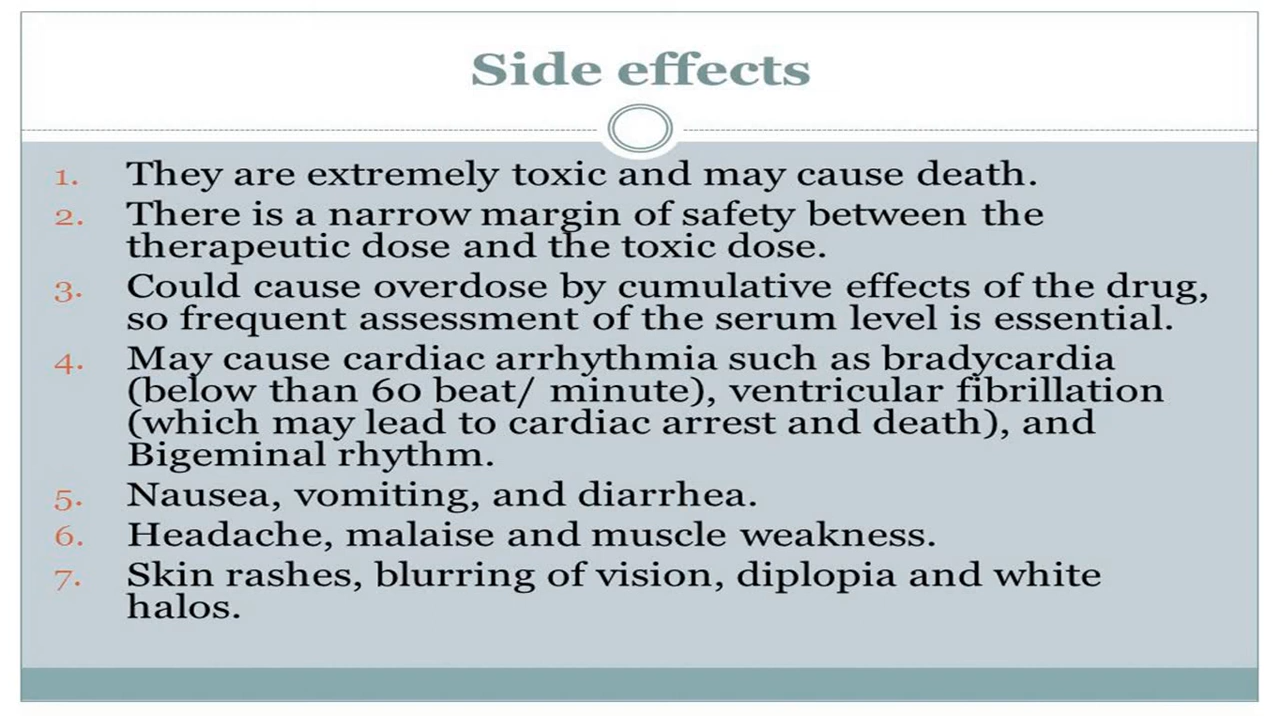 Side effects
1. They are extremely toxic and may cause death.
2. There is a narrow margin of safety between the
therapeutic dose and the toxic dose.
3. Could cause overdose by cumulative effects of the drug,
so frequent assessment of the serum level is essential.
4. May cause cardiac arrhythmia such as bradycardia
(below than 60 beat/ minute), ventricular fibrillation
(which may lead to cardiac arrest and death), and
Bigeminal rhythm.
5. Nausea, vomiting, and diarrhea.
6. Headache, malaise and muscle weakness.
7. Skin rashes, blurring of vision, diplopia and white
halos.